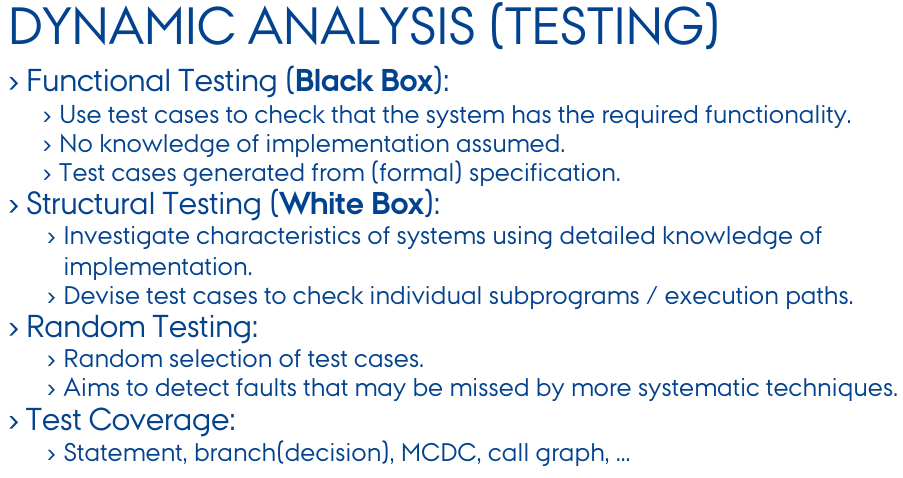 DYNAMIC ANALYSIS (TESTING)
› Functional Testing (Black Box):
› Use test cases to check that the system has the required functionality.
› No knowledge of implementation assumed.
› Test cases generated from (formal) specification.
› Structural Testing (White Box):
› Investigate characteristics of systems using detailed knowledge of
implementation.
› Devise test cases to check individual subprograms / execution paths.
› Random Testing:
› Random selection of test cases.
› Aims to detect faults that may be missed by more systematic techniques.
› Test Coverage:
› Statement, branch(decision), MCDC, call graph, ...